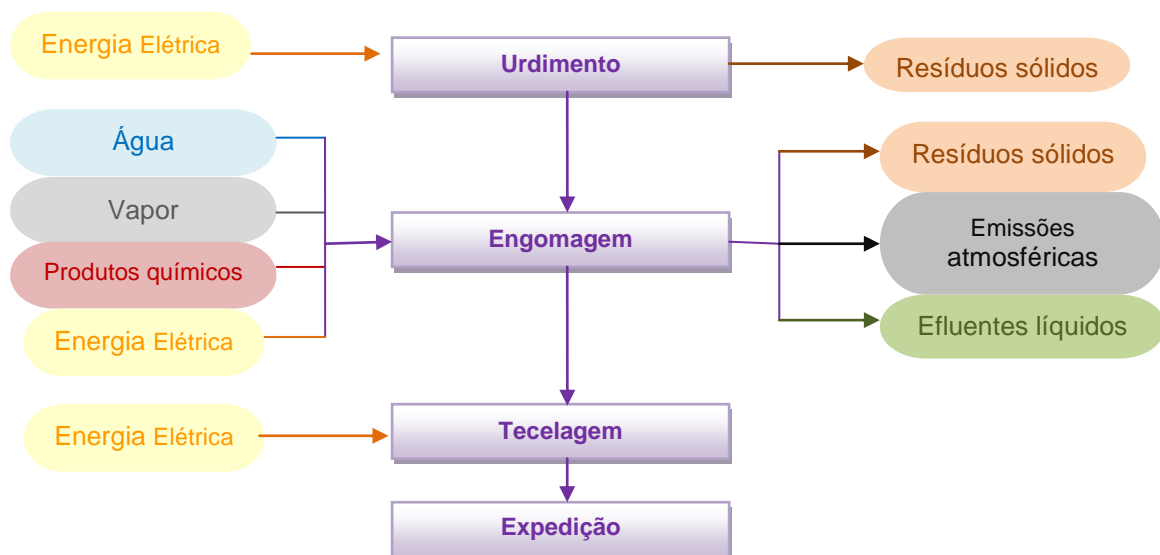 Energia Elétrica
Urdimento
Resíduos sólidos
Água
Vapor
Produtos químicos
Energia Elétrica
Engomagem
Resíduos sólidos
Emissões
atmosféricas
Efluentes líquidos
Energia Elétrica
Tecelagem
Expedição